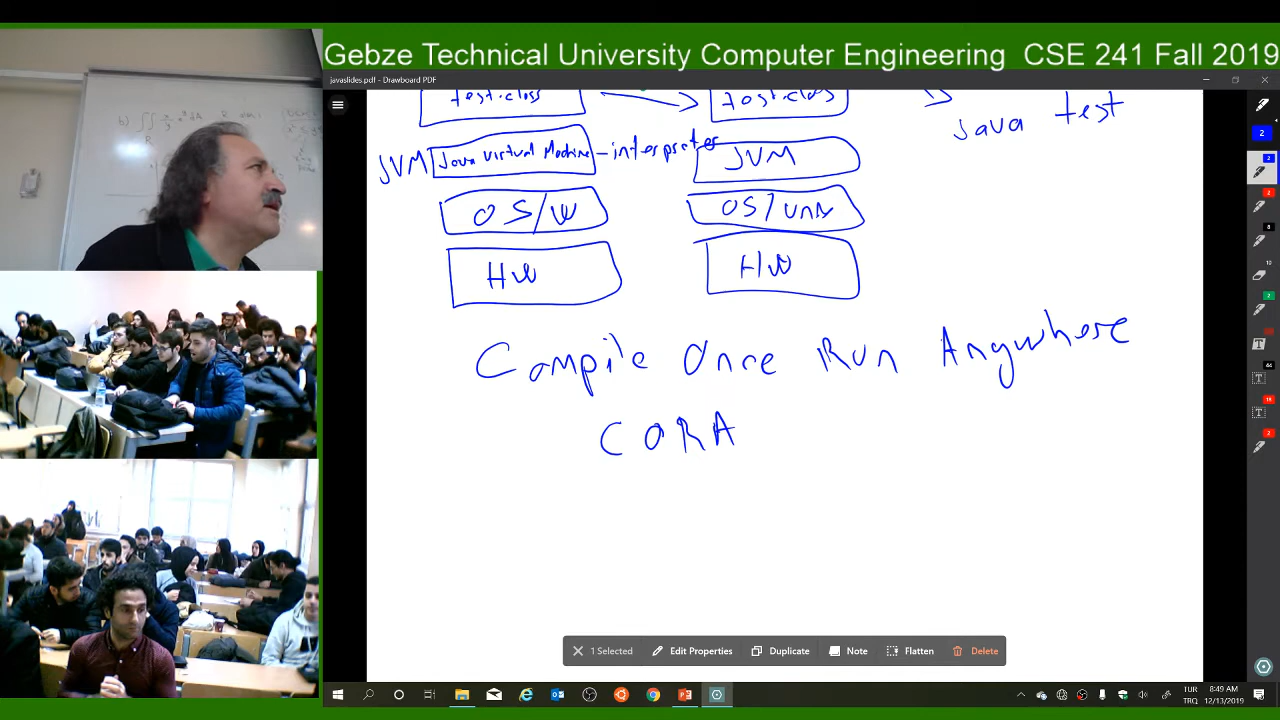 Gebze Technical University Computer Engineering CSE 241 Fall 2019
javaslides.pdf - Drawboard PDF
test.class
test.class
java test
JVM Java Virtual Machine - interpreter
JVM
OS/W
OS/Unix
HW
HW
Compile Once Run Anywhere
CORA
1 Selected Edit Properties Duplicate Note Flatten Delete
TUR 8:49 AM
TRQ 12/13/2019